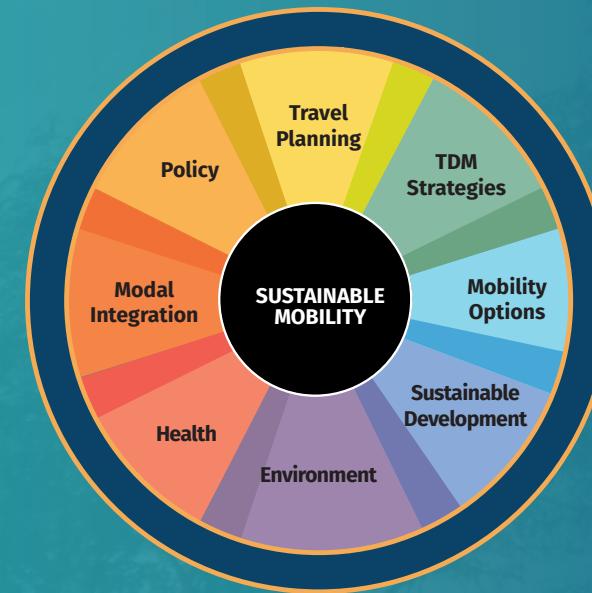 Travel
Planning
TDM
Strategies
Mobility
Options
Sustainable
Development
Environment
Health
Modal
Integration
Policy
SUSTAINABLE
MOBILITY